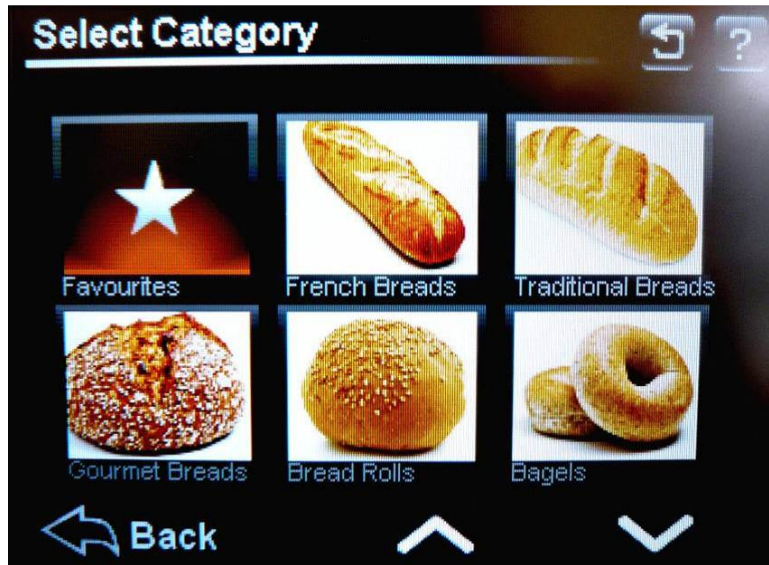 Select Category
?
Favourites
French Breads
Traditional Breads
Gourmet Breads
Bread Rolls
Bagels
Back